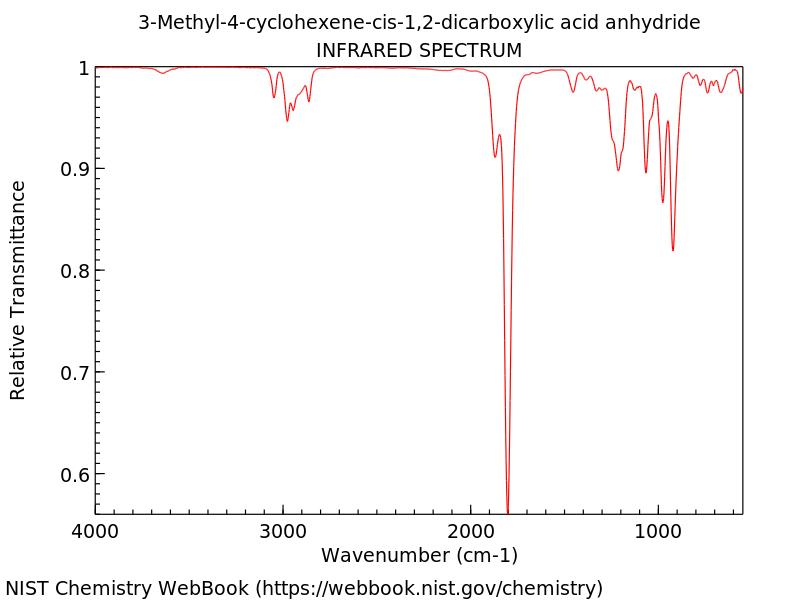 3-Methyl-4-cyclohexene-cis-1,2-dicarboxylic acid anhydride
INFRARED SPECTRUM
1
0.9
0.8
0.7
0.6
Relative Transmittance
4000 3000 2000 1000
Wavenumber (cm-1)
NIST Chemistry WebBook (https://webbook.nist.gov/chemistry)